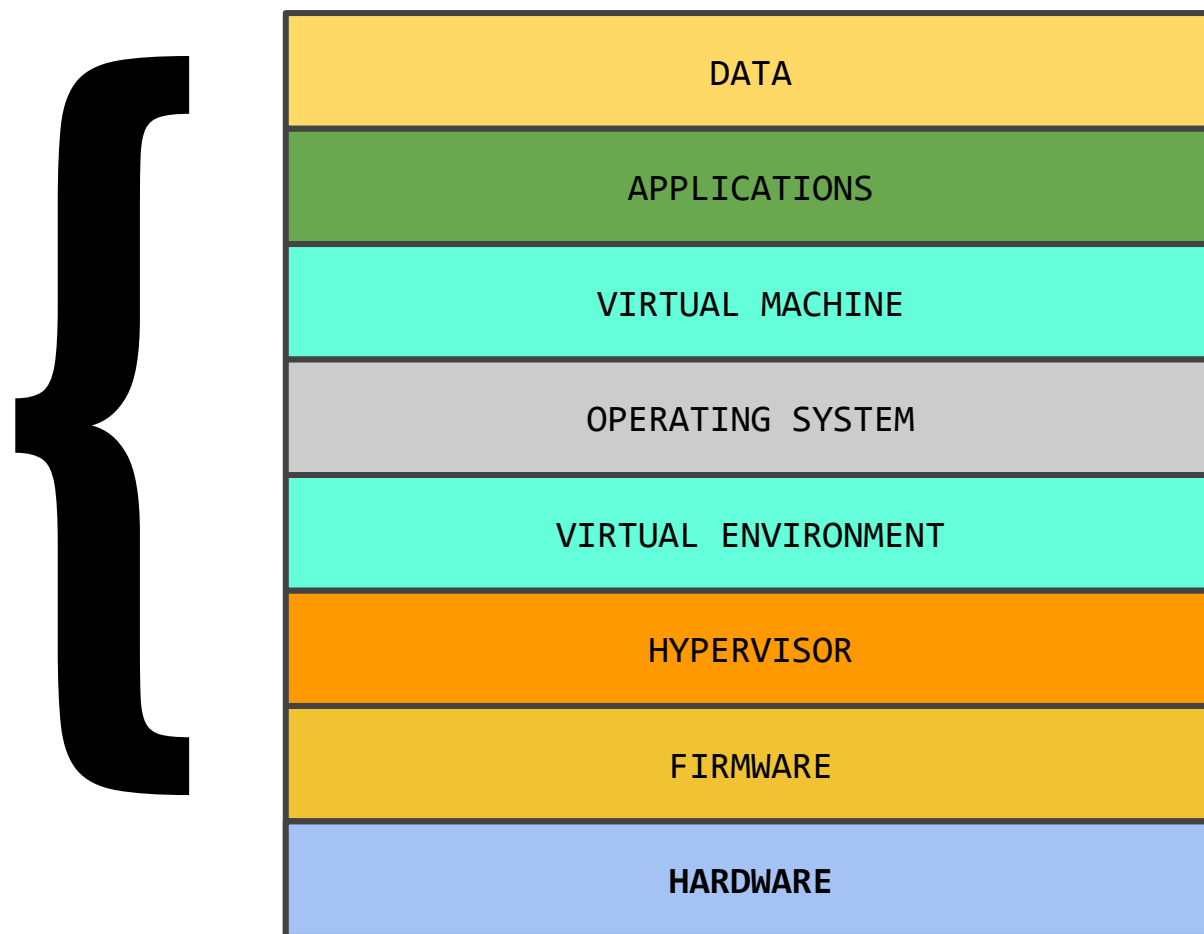 DATA
APPLICATIONS
VIRTUAL MACHINE
OPERATING SYSTEM
VIRTUAL ENVIRONMENT
HYPERVISOR
FIRMWARE
HARDWARE